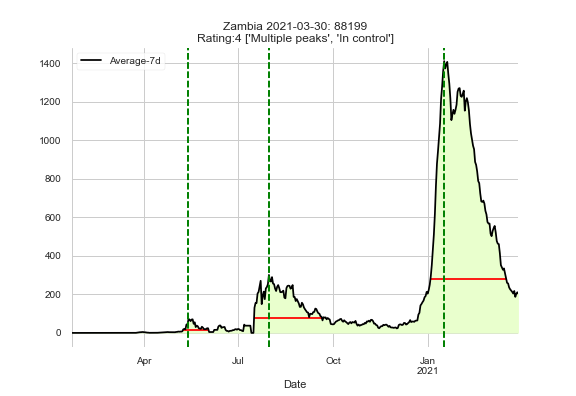 Zambia 2021-03-30: 88199
Rating:4 ['Multiple peaks', 'In control']
Average-7d
1400
1200
1000
800
600
400
200
0
Apr
Jul
Oct
Jan
2021
Date